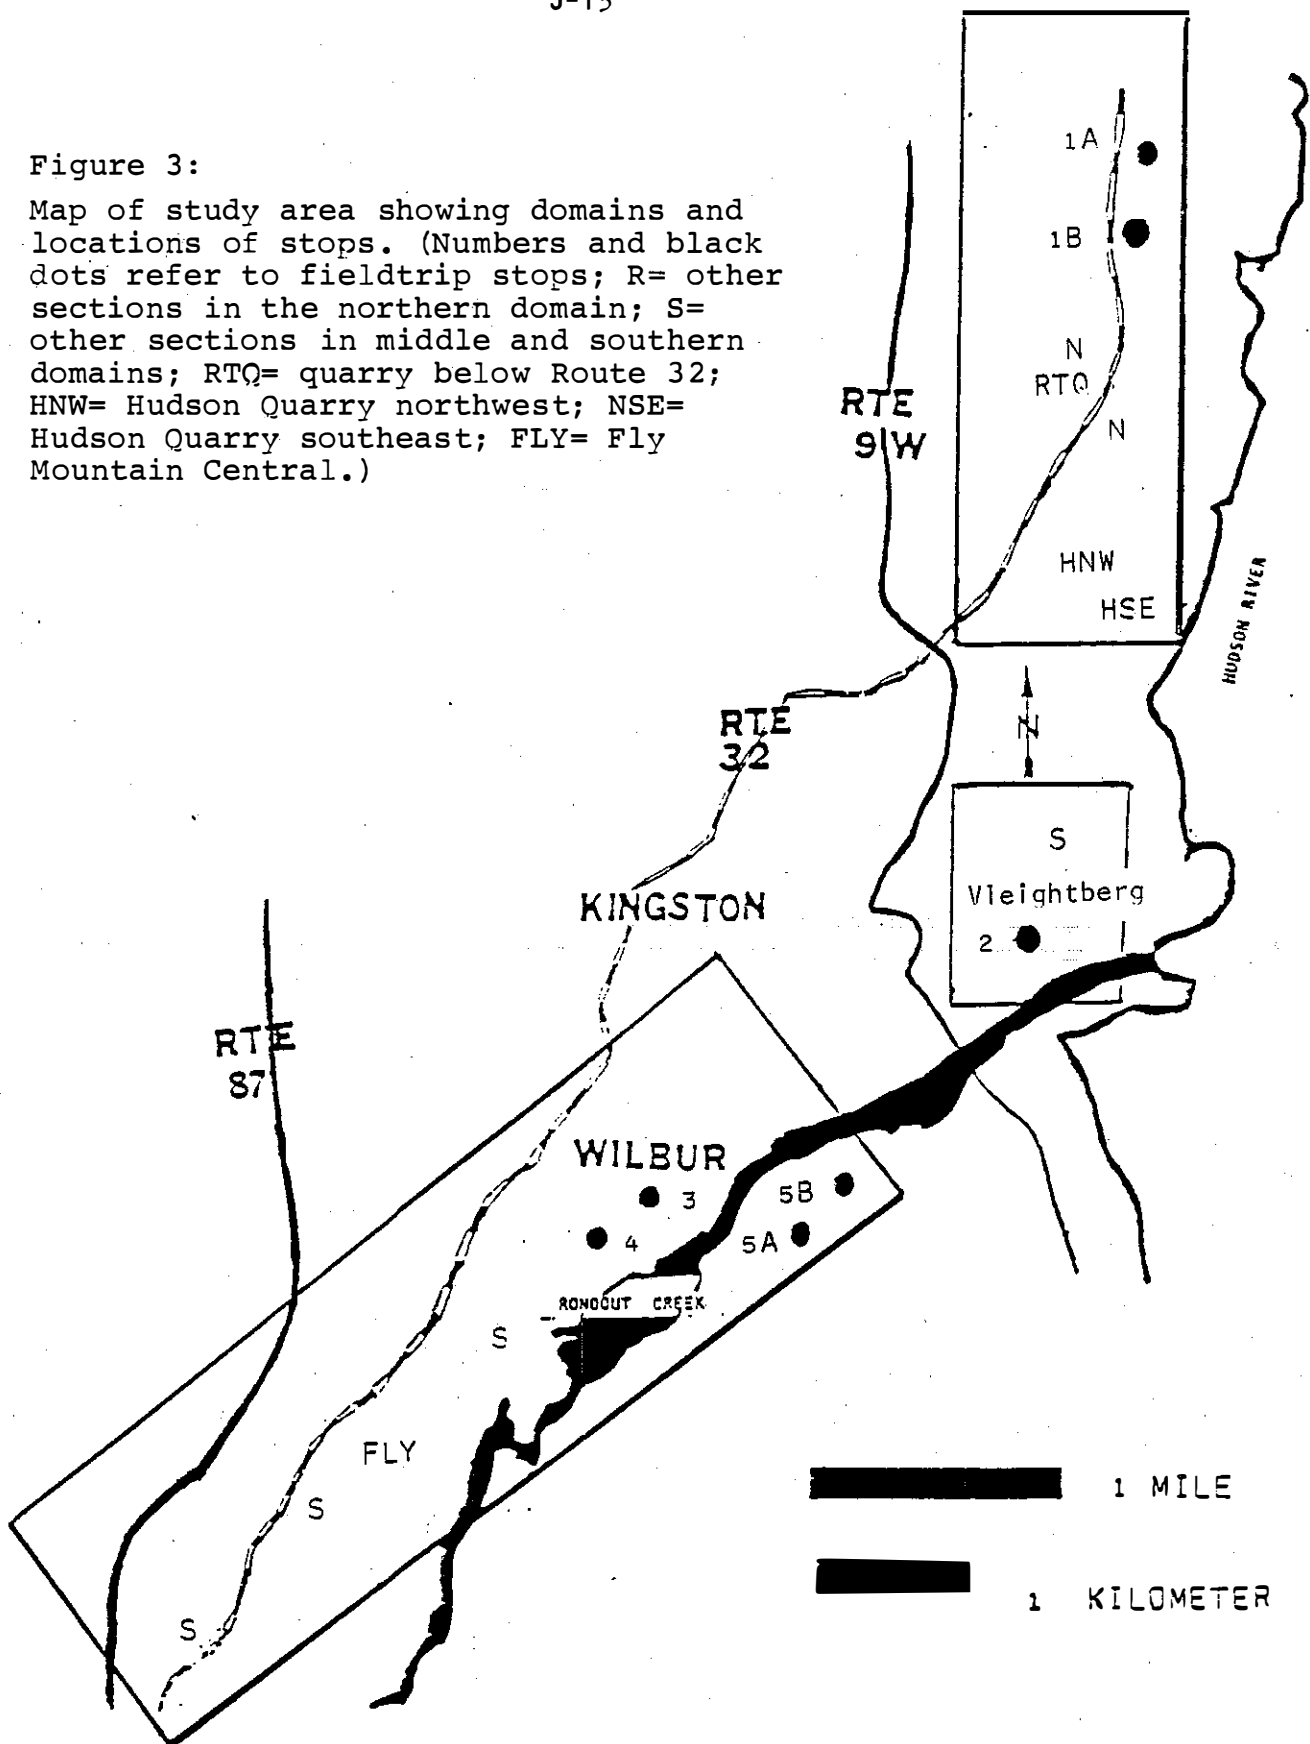 J-15
Figure 3:
Map of study area showing domains and
locations of stops. (Numbers and black
dots refer to fieldtrip stops; R= other
sections in the northern domain; S=
other sections in middle and southern
domains; RTQ= quarry below Route 32;
HNW= Hudson Quarry northwest; NSE=
Hudson Quarry southeast; FLY= Fly
Mountain Central.)
1A
1B
N
RTQ
N
RTE
9W
HNW
HSE
HUDSON RIVER
N
RTE
32
S
Vleightberg
2
KINGSTON
RTE
87
WILBUR
3
5B
4
5A
RONDOUT CREEK
S
FLY
S
S
1 MILE
1 KILOMETER